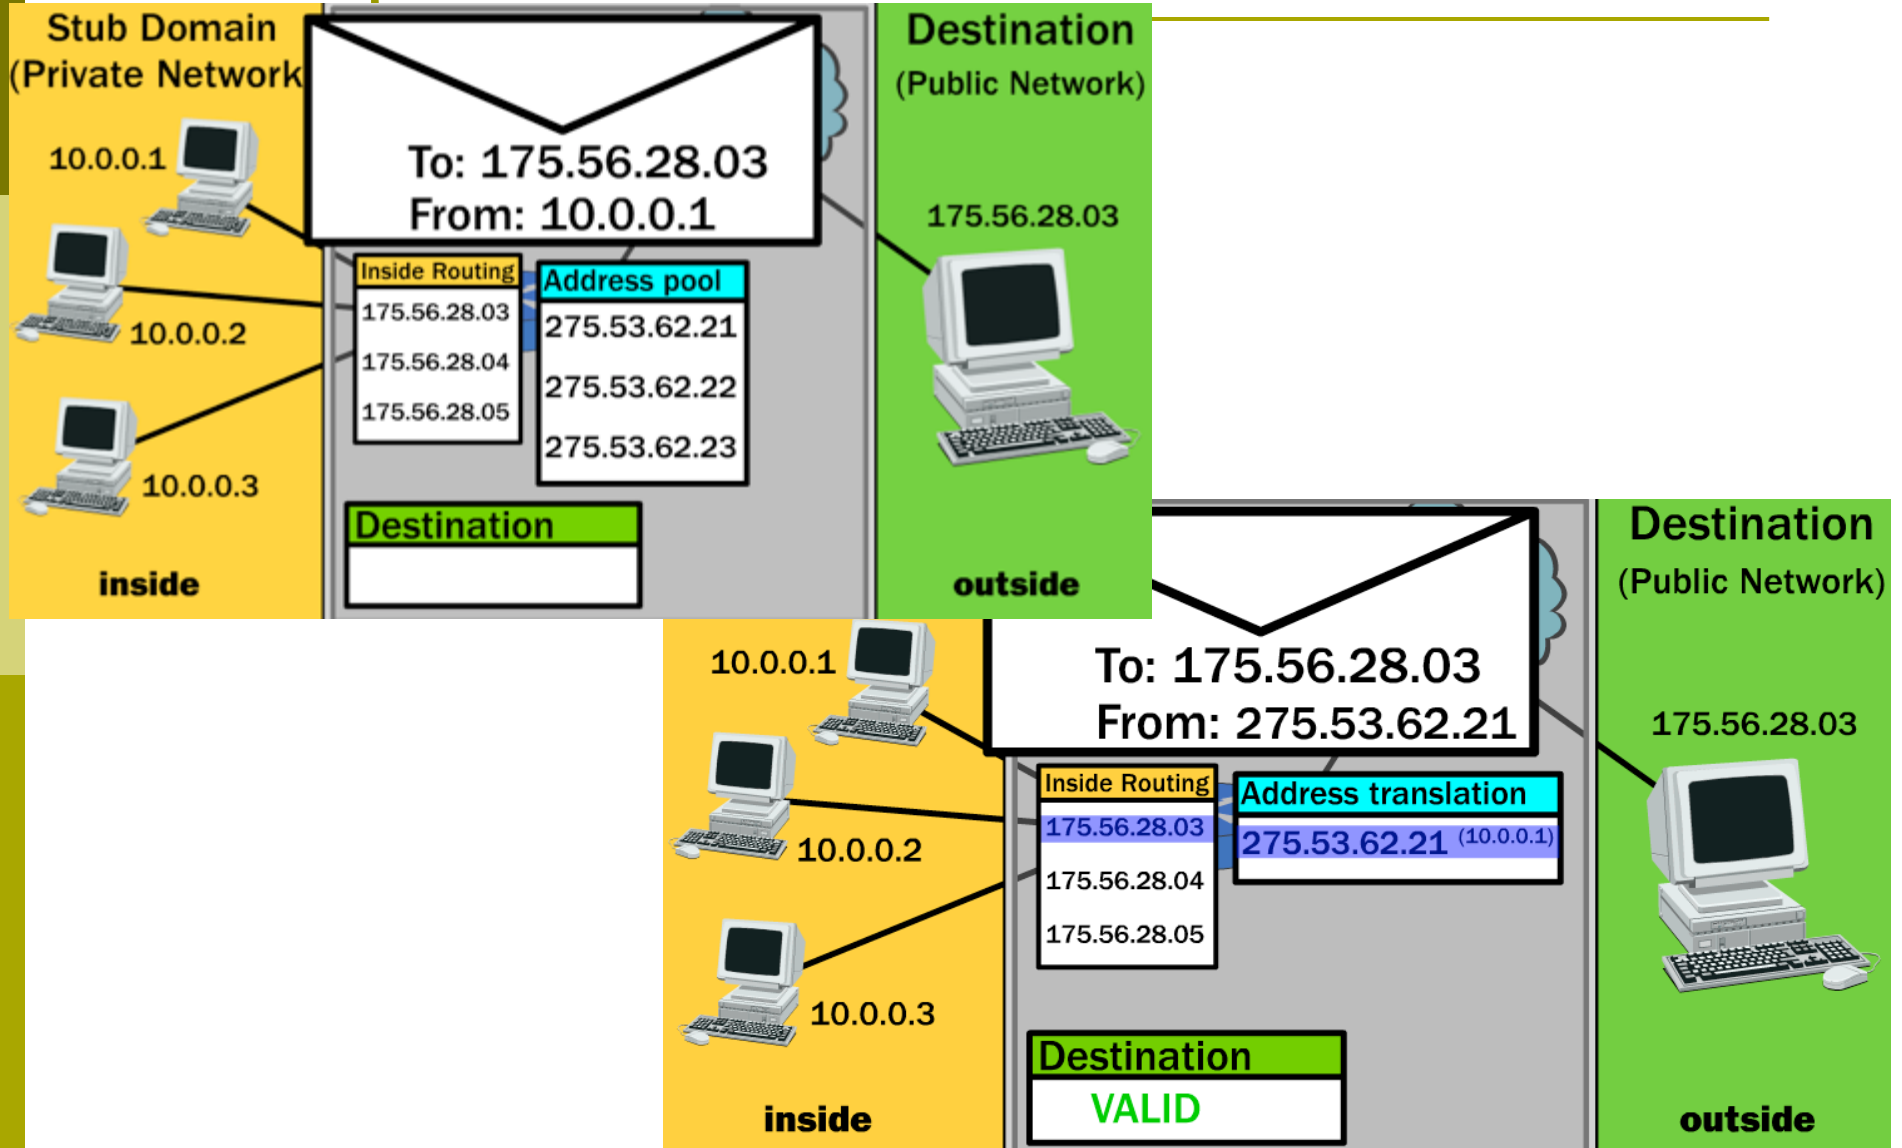 Stub Domain
(Private Network
10.0.0.1
10.0.0.2
10.0.0.3
inside
To: 175.56.28.03
From: 10.0.0.1
Inside Routing
175.56.28.03
175.56.28.04
175.56.28.05
Address pool
275.53.62.21
275.53.62.22
275.53.62.23
Destination
Destination
(Public Network)
175.56.28.03
outside
10.0.0.1
10.0.0.2
10.0.0.3
inside
To: 175.56.28.03
From: 275.53.62.21
Inside Routing
175.56.28.03
175.56.28.04
175.56.28.05
Address translation
275.53.62.21 (10.0.0.1)
Destination
VALID
Destination
(Public Network)
175.56.28.03
outside